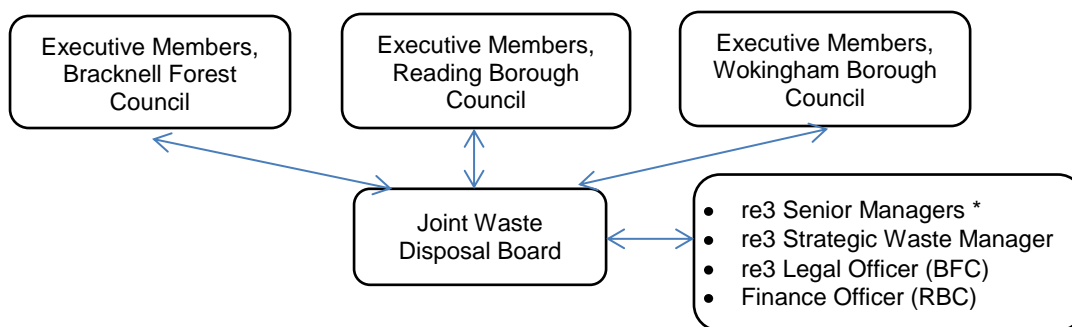 Executive Members,
Bracknell Forest
Council
Executive Members,
Reading Borough
Council
Executive Members,
Wokingham Borough
Council
Joint Waste
Disposal Board
• re3 Senior Managers *
• re3 Strategic Waste Manager
• re3 Legal Officer (BFC)
• Finance Officer (RBC)